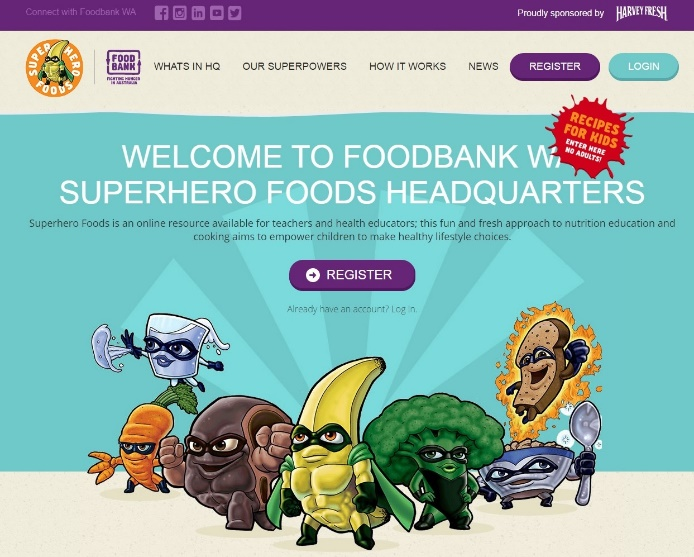 Connect with Foodbank WA
Proudly sponsored by HARVEY FRESH
SUPER HERO FOODS
FOOD BANK
FIGHTING HUNGER IN AUSTRALIA
WHATS IN HQ
OUR SUPERPOWERS
HOW IT WORKS
NEWS
REGISTER
LOGIN
RECIPES
FOR KIDS
ENTER HERE
NO ADULTS!
WELCOME TO FOODBANK WA
SUPERHERO FOODS HEADQUARTERS
Superhero Foods is an online resource available for teachers and health educators; this fun and fresh approach to nutrition education and
cooking aims to empower children to make healthy lifestyle choices.
REGISTER
Already have an account? Log in.